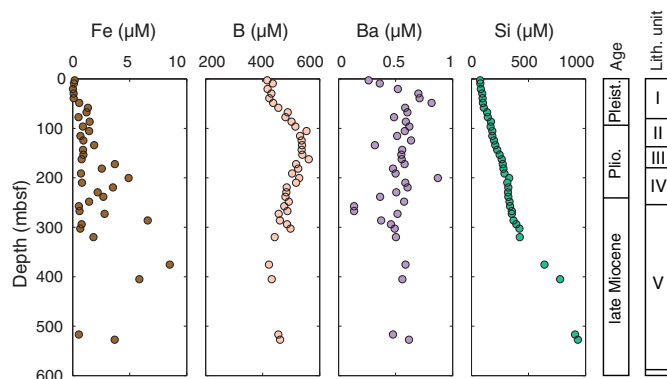 Fe (μM) B (μM) Ba (μM) Si (μM) Age Lith. unit
0 5 10 200 400 600 0 0.5 1 0 500 1000
0
100
200
300
400
500
600
Depth (mbsf)
Pleist.
Plio.
late Miocene
I
II
III
IV
V